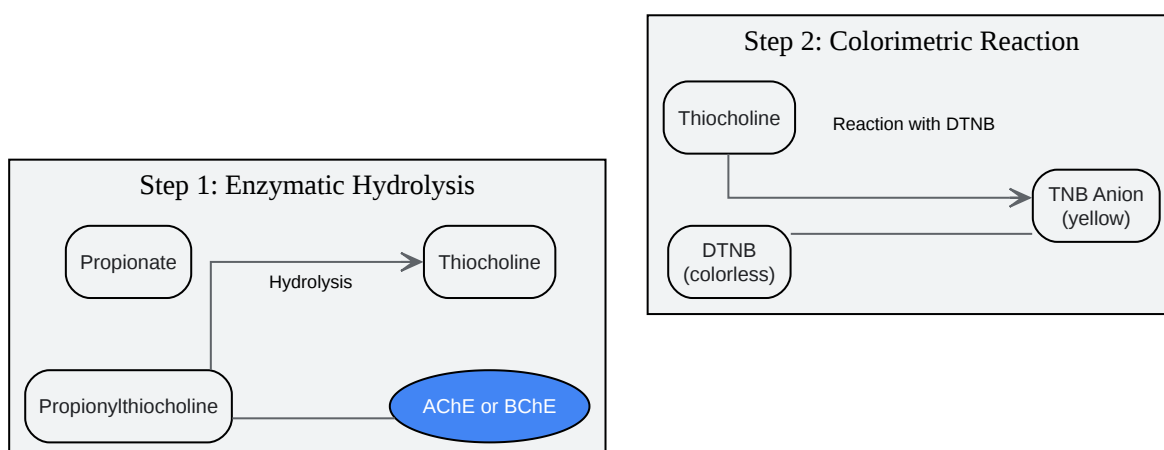 Step 1: Enzymatic Hydrolysis
Propionate
Thiocholine
Hydrolysis
Propionylthiocholine
AChE or BChE
Step 2: Colorimetric Reaction
Thiocholine
Reaction with DTNB
TNB Anion
(yellow)
DTNB
(colorless)